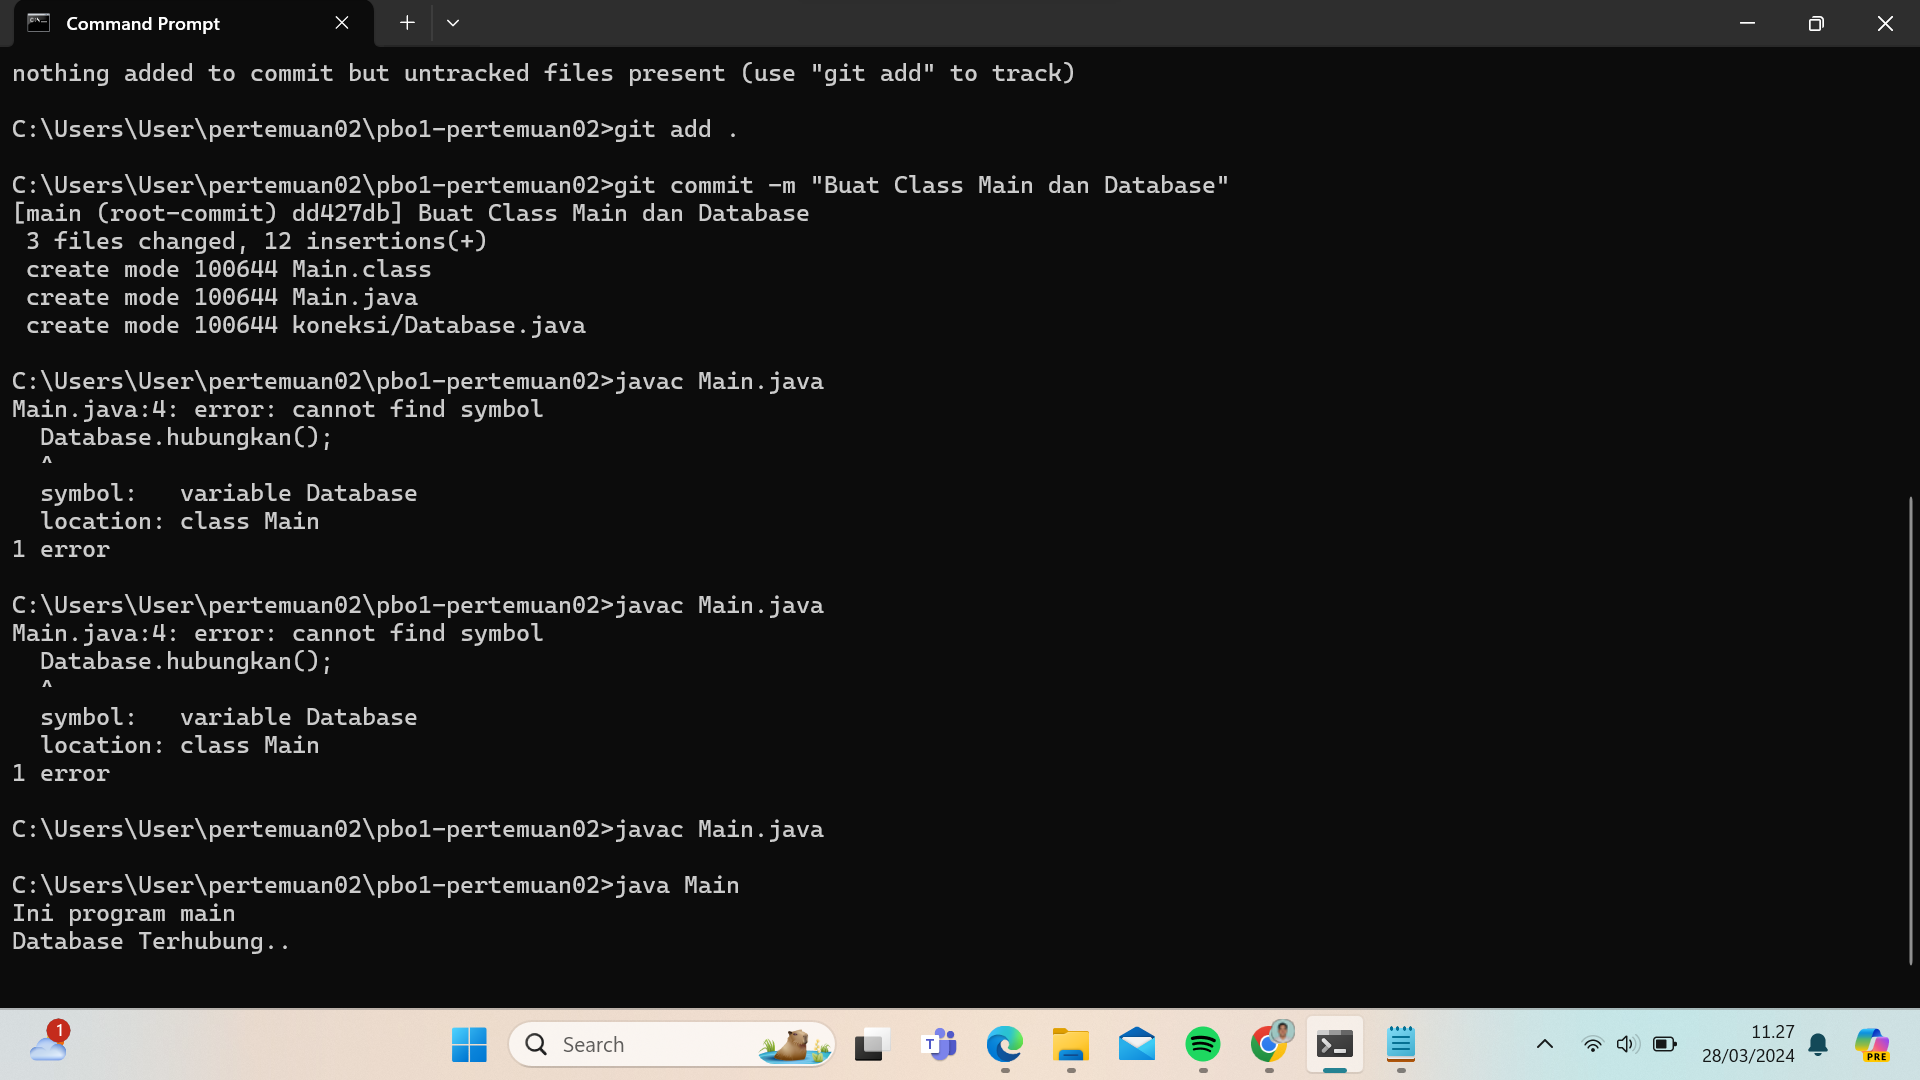 Command Prompt
nothing added to commit but untracked files present (use "git add" to track)
C:\Users\User\pertemuan02\pbo1-pertemuan02>git add .
C:\Users\User\pertemuan02\pbo1-pertemuan02>git commit -m "Buat Class Main dan Database"
[main (root-commit) dd427db] Buat Class Main dan Database
 3 files changed, 12 insertions(+)
 create mode 100644 Main.class
 create mode 100644 Main.java
 create mode 100644 koneksi/Database.java
C:\Users\User\pertemuan02\pbo1-pertemuan02>javac Main.java
Main.java:4: error: cannot find symbol
  Database.hubungkan();
  ^
  symbol:   variable Database
  location: class Main
1 error
C:\Users\User\pertemuan02\pbo1-pertemuan02>javac Main.java
Main.java:4: error: cannot find symbol
  Database.hubungkan();
  ^
  symbol:   variable Database
  location: class Main
1 error
C:\Users\User\pertemuan02\pbo1-pertemuan02>javac Main.java
C:\Users\User\pertemuan02\pbo1-pertemuan02>java Main
Ini program main
Database Terhubung..
1
Search
T
11.27
28/03/2024
PRE